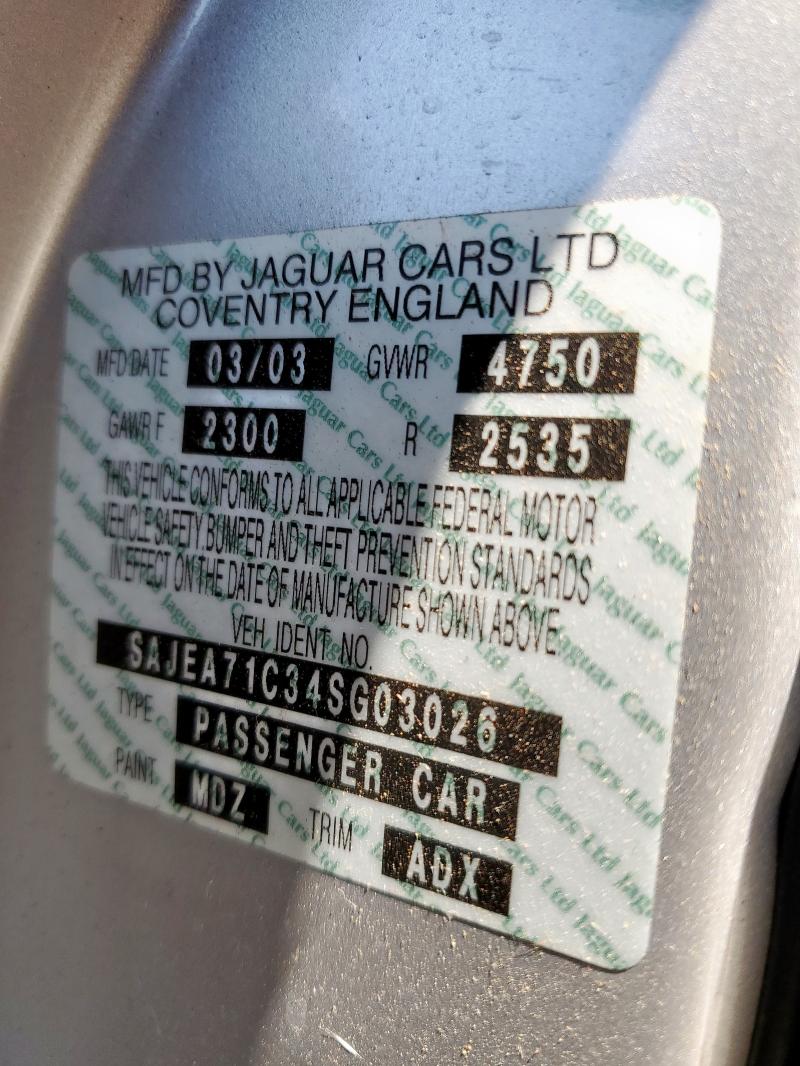 MFD BY JAGUAR CARS LTD
COVENTRY ENGLAND
MFD DATE 03/03 GVWR 4750
GAWR F 2300 R 2535
THIS VEHICLE CONFORMS TO ALL APPLICABLE FEDERAL MOTOR
VEHICLE SAFETY BUMPER AND THEFT PREVENTION STANDARDS
IN EFFECT ON THE DATE OF MANUFACTURE SHOWN ABOVE
VEH. IDENT. NO.
SAJEA71C34SG03026
TYPE PASSENGER CAR
PAINT MDZ TRIM ADX